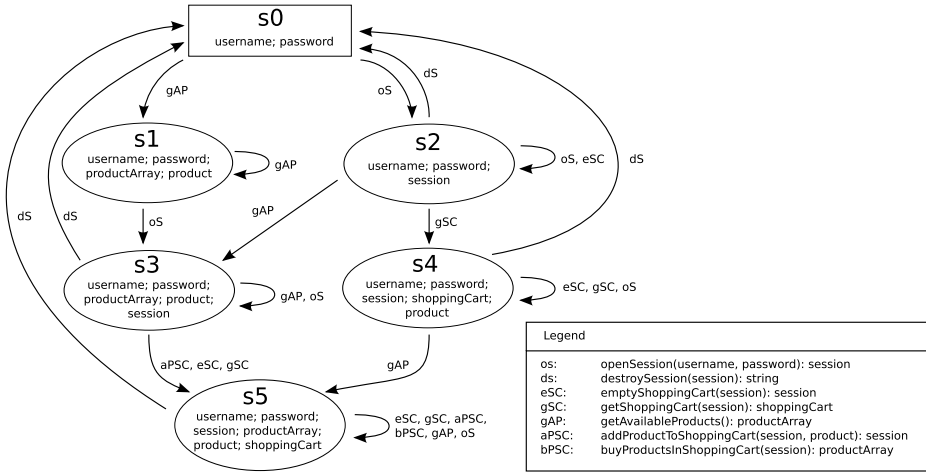 s0
username; password
gAP
oS
dS
s1
username; password;
productArray; product
gAP
s2
username; password;
session
oS, eSC
dS
dS
oS
gAP
gSC
dS
s3
username; password;
productArray; product;
session
gAP, oS
s4
username; password;
session; shoppingCart;
product
eSC, gSC, oS
aPSC, eSC, gSC
gAP
s5
username; password;
session; productArray;
product; shoppingCart
eSC, gSC, aPSC,
bPSC, gAP, oS
Legend
os: openSession(username, password): session
ds: destroySession(session): string
eSC: emptyShoppingCart(session): session
gSC: getShoppingCart(session): shoppingCart
gAP: getAvailableProducts(): productArray
aPSC: addProductToShoppingCart(session, product): session
bPSC: buyProductsInShoppingCart(session): productArray